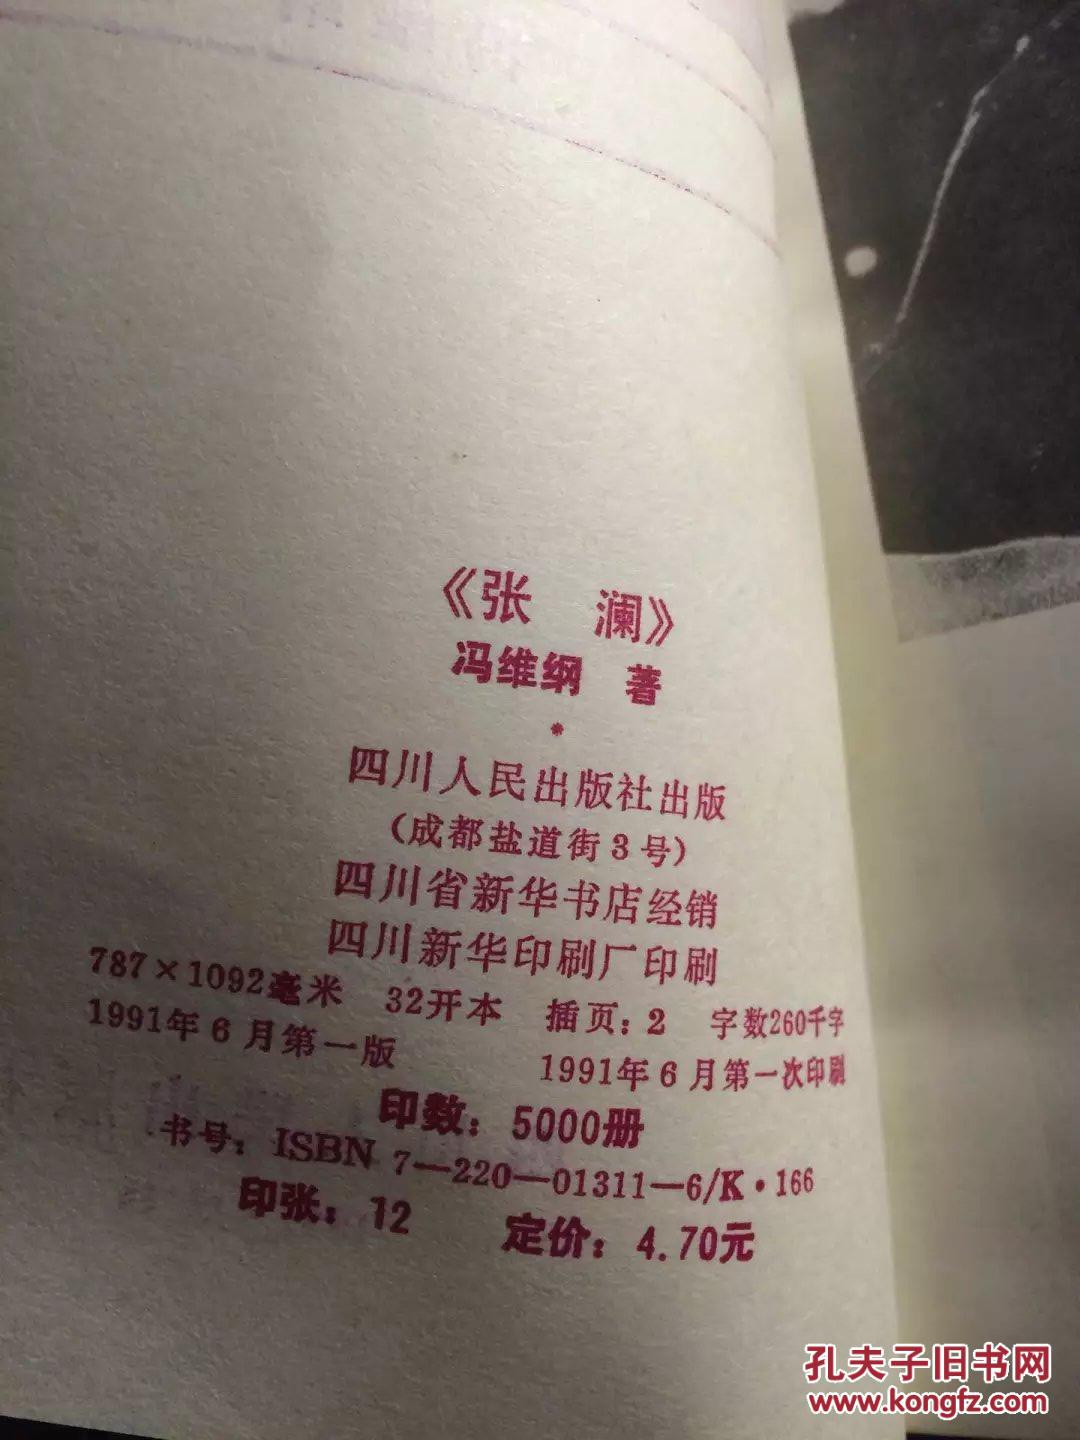 《张 澜》
冯维纲 著
*
四川人民出版社出版
(成都盐道街3号)
四川省新华书店经销
四川新华印刷厂印刷
787×1092毫米 32开本 插页：2 字数260千字
1991年6月第一版 1991年6月第一次印刷
印数：5000册
书号：ISBN 7—220—01311—6/K·166
印张：12 定价：4.70元
孔夫子旧书网
www.kongfz.com